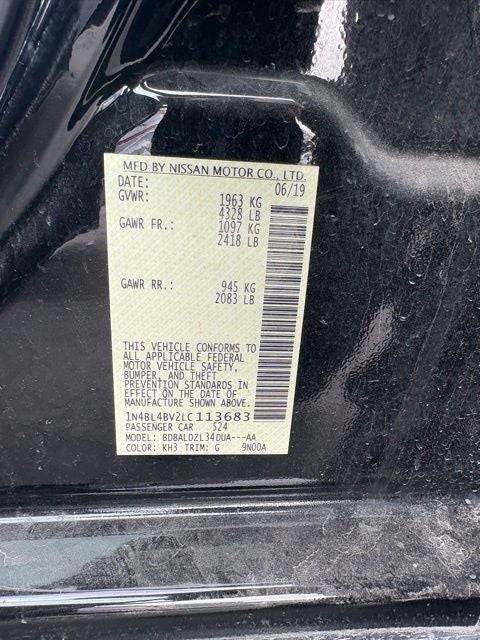 MFD BY NISSAN MOTOR CO., LTD.
DATE: 06/19
GVWR: 1963 KG
4328 LB
GAWR FR.: 1097 KG
2418 LB
GAWR RR.: 945 KG
2083 LB
THIS VEHICLE CONFORMS TO
ALL APPLICABLE FEDERAL
MOTOR VEHICLE SAFETY,
BUMPER, AND THEFT
PREVENTION STANDARDS IN
EFFECT ON THE DATE OF
MANUFACTURE SHOWN ABOVE.
1N4BL4BV2LC113683
PASSENGER CAR S24
MODEL: BDBALDZL34DUA---AA
COLOR: KH3 TRIM: G 9N00A